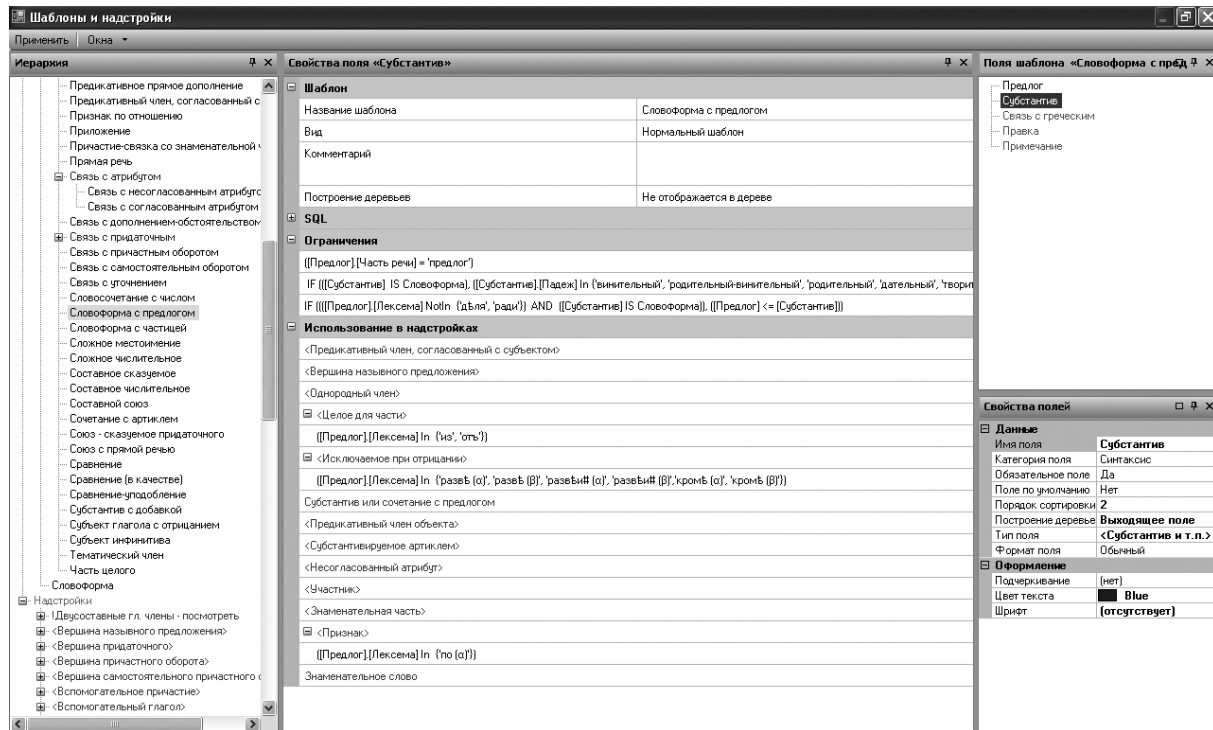 Шаблоны и надстройки
Применить Окна
Иерархия
Предикативное прямое дополнение
Предикативный член, согласованный с
Признак по отношению
Приложение
Причастие-связка со знаменательной ч
Прямая речь
Связь с атрибутом
Связь с несогласованным атрибуто
Связь с согласованным атрибутом
Связь с дополнением-обстоятельством
Связь с придаточным
Связь с причастным оборотом
Связь с самостоятельным оборотом
Связь с уточнением
Словосочетание с числом
Словоформа с предлогом
Словоформа с частицей
Сложное местоимение
Сложное числительное
Составное сказуемое
Составное числительное
Составной союз
Сочетание с артиклем
Союз - сказуемое придаточного
Союз с прямой речью
Сравнение
Сравнение (в качестве)
Сравнение-уподобление
Субстантив с добавкой
Субъект глагола с отрицанием
Субъект инфинитива
Тематический член
Часть целого
Словоформа
Надстройки
!Двусоставные гл. члены - посмотреть
<Вершина назывного предложения>
<Вершина придаточного>
<Вершина причастного оборота>
<Вершина самостоятельного причастного о
<Вспомогательное причастие>
<Вспомогательный глагол>
Свойства поля «Субстантив»
Шаблон
Название шаблона Словоформа с предлогом
Вид Нормальный шаблон
Комментарий
Построение деревьев Не отображается в дереве
SQL
Ограничения
([Предлог].[Часть речи] = 'предлог')
IF (([Субстантив] IS Словоформа), ([Субстантив].[Падеж] In {'винительный', 'родительный-винительный', 'родительный', 'дательный', 'творит
IF ((([Предлог].[Лексема] NotIn {'дѣля', 'ради'}) AND ([Субстантив] IS Словоформа)), ([Предлог] <= [Субстантив]))
Использование в надстройках
<Предикативный член, согласованный с субъектом>
<Вершина назывного предложения>
<Однородный член>
<Целое для части>
([Предлог].[Лексема] In {'из', 'отъ'})
<Исключаемое при отрицании>
([Предлог].[Лексема] In {'развѣ (α)', 'развѣ (β)', 'развѣи# (α)', 'развѣи# (β)','кромѣ (α)', 'кромѣ (β)'})
Субстантив или сочетание с предлогом
<Предикативный член объекта>
<Субстантивируемое артиклем>
<Несогласованный атрибут>
<Участник>
<Знаменательная часть>
<Признак>
([Предлог].[Лексема] In {'по (α)'})
Знаменательное слово
Поля шаблона «Словоформа с пред
Предлог
Субстантив
Связь с греческим
Правка
Примечание
Свойства полей
Данные
Имя поля Субстантив
Категория поля Синтаксис
Обязательное поле Да
Поле по умолчанию Нет
Порядок сортировки 2
Построение деревье Выходящее поле
Тип поля <Субстантив и т.п.>
Формат поля Обычный
Оформление
Подчеркивание (нет)
Цвет текста Blue
Шрифт (отсутствует)